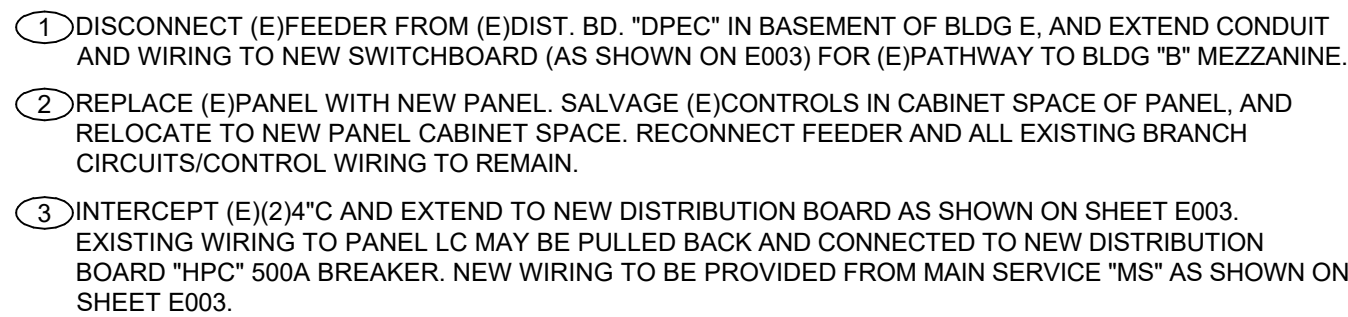 1 DISCONNECT (E)FEEDER FROM (E)DIST. BD. "DPEC" IN BASEMENT OF BLDG E, AND EXTEND CONDUIT
AND WIRING TO NEW SWITCHBOARD (AS SHOWN ON E003) FOR (E)PATHWAY TO BLDG "B" MEZZANINE.
2 REPLACE (E)PANEL WITH NEW PANEL. SALVAGE (E)CONTROLS IN CABINET SPACE OF PANEL, AND
RELOCATE TO NEW PANEL CABINET SPACE. RECONNECT FEEDER AND ALL EXISTING BRANCH
CIRCUITS/CONTROL WIRING TO REMAIN.
3 INTERCEPT (E)(2)4"C AND EXTEND TO NEW DISTRIBUTION BOARD AS SHOWN ON SHEET E003.
EXISTING WIRING TO PANEL LC MAY BE PULLED BACK AND CONNECTED TO NEW DISTRIBUTION
BOARD "HPC" 500A BREAKER. NEW WIRING TO BE PROVIDED FROM MAIN SERVICE "MS" AS SHOWN ON
SHEET E003.